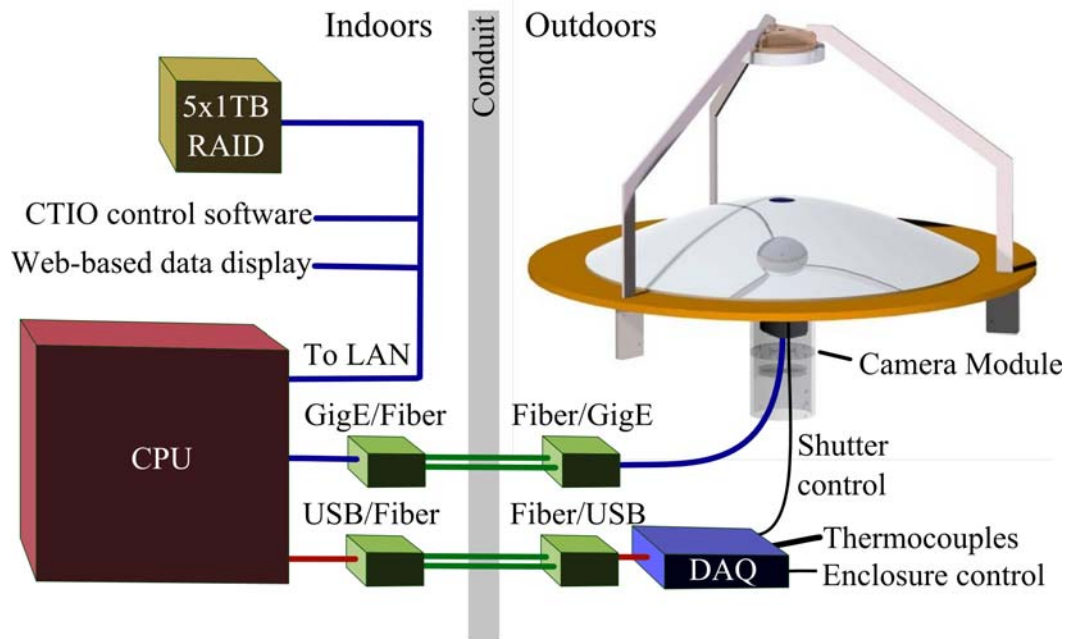 Indoors
Outdoors
Conduit
5x1TB
RAID
CTIO control software
Web-based data display
To LAN
Camera Module
GigE/Fiber
Fiber/GigE
CPU
Shutter
control
USB/Fiber
Fiber/USB
Thermocouples
DAQ
Enclosure control